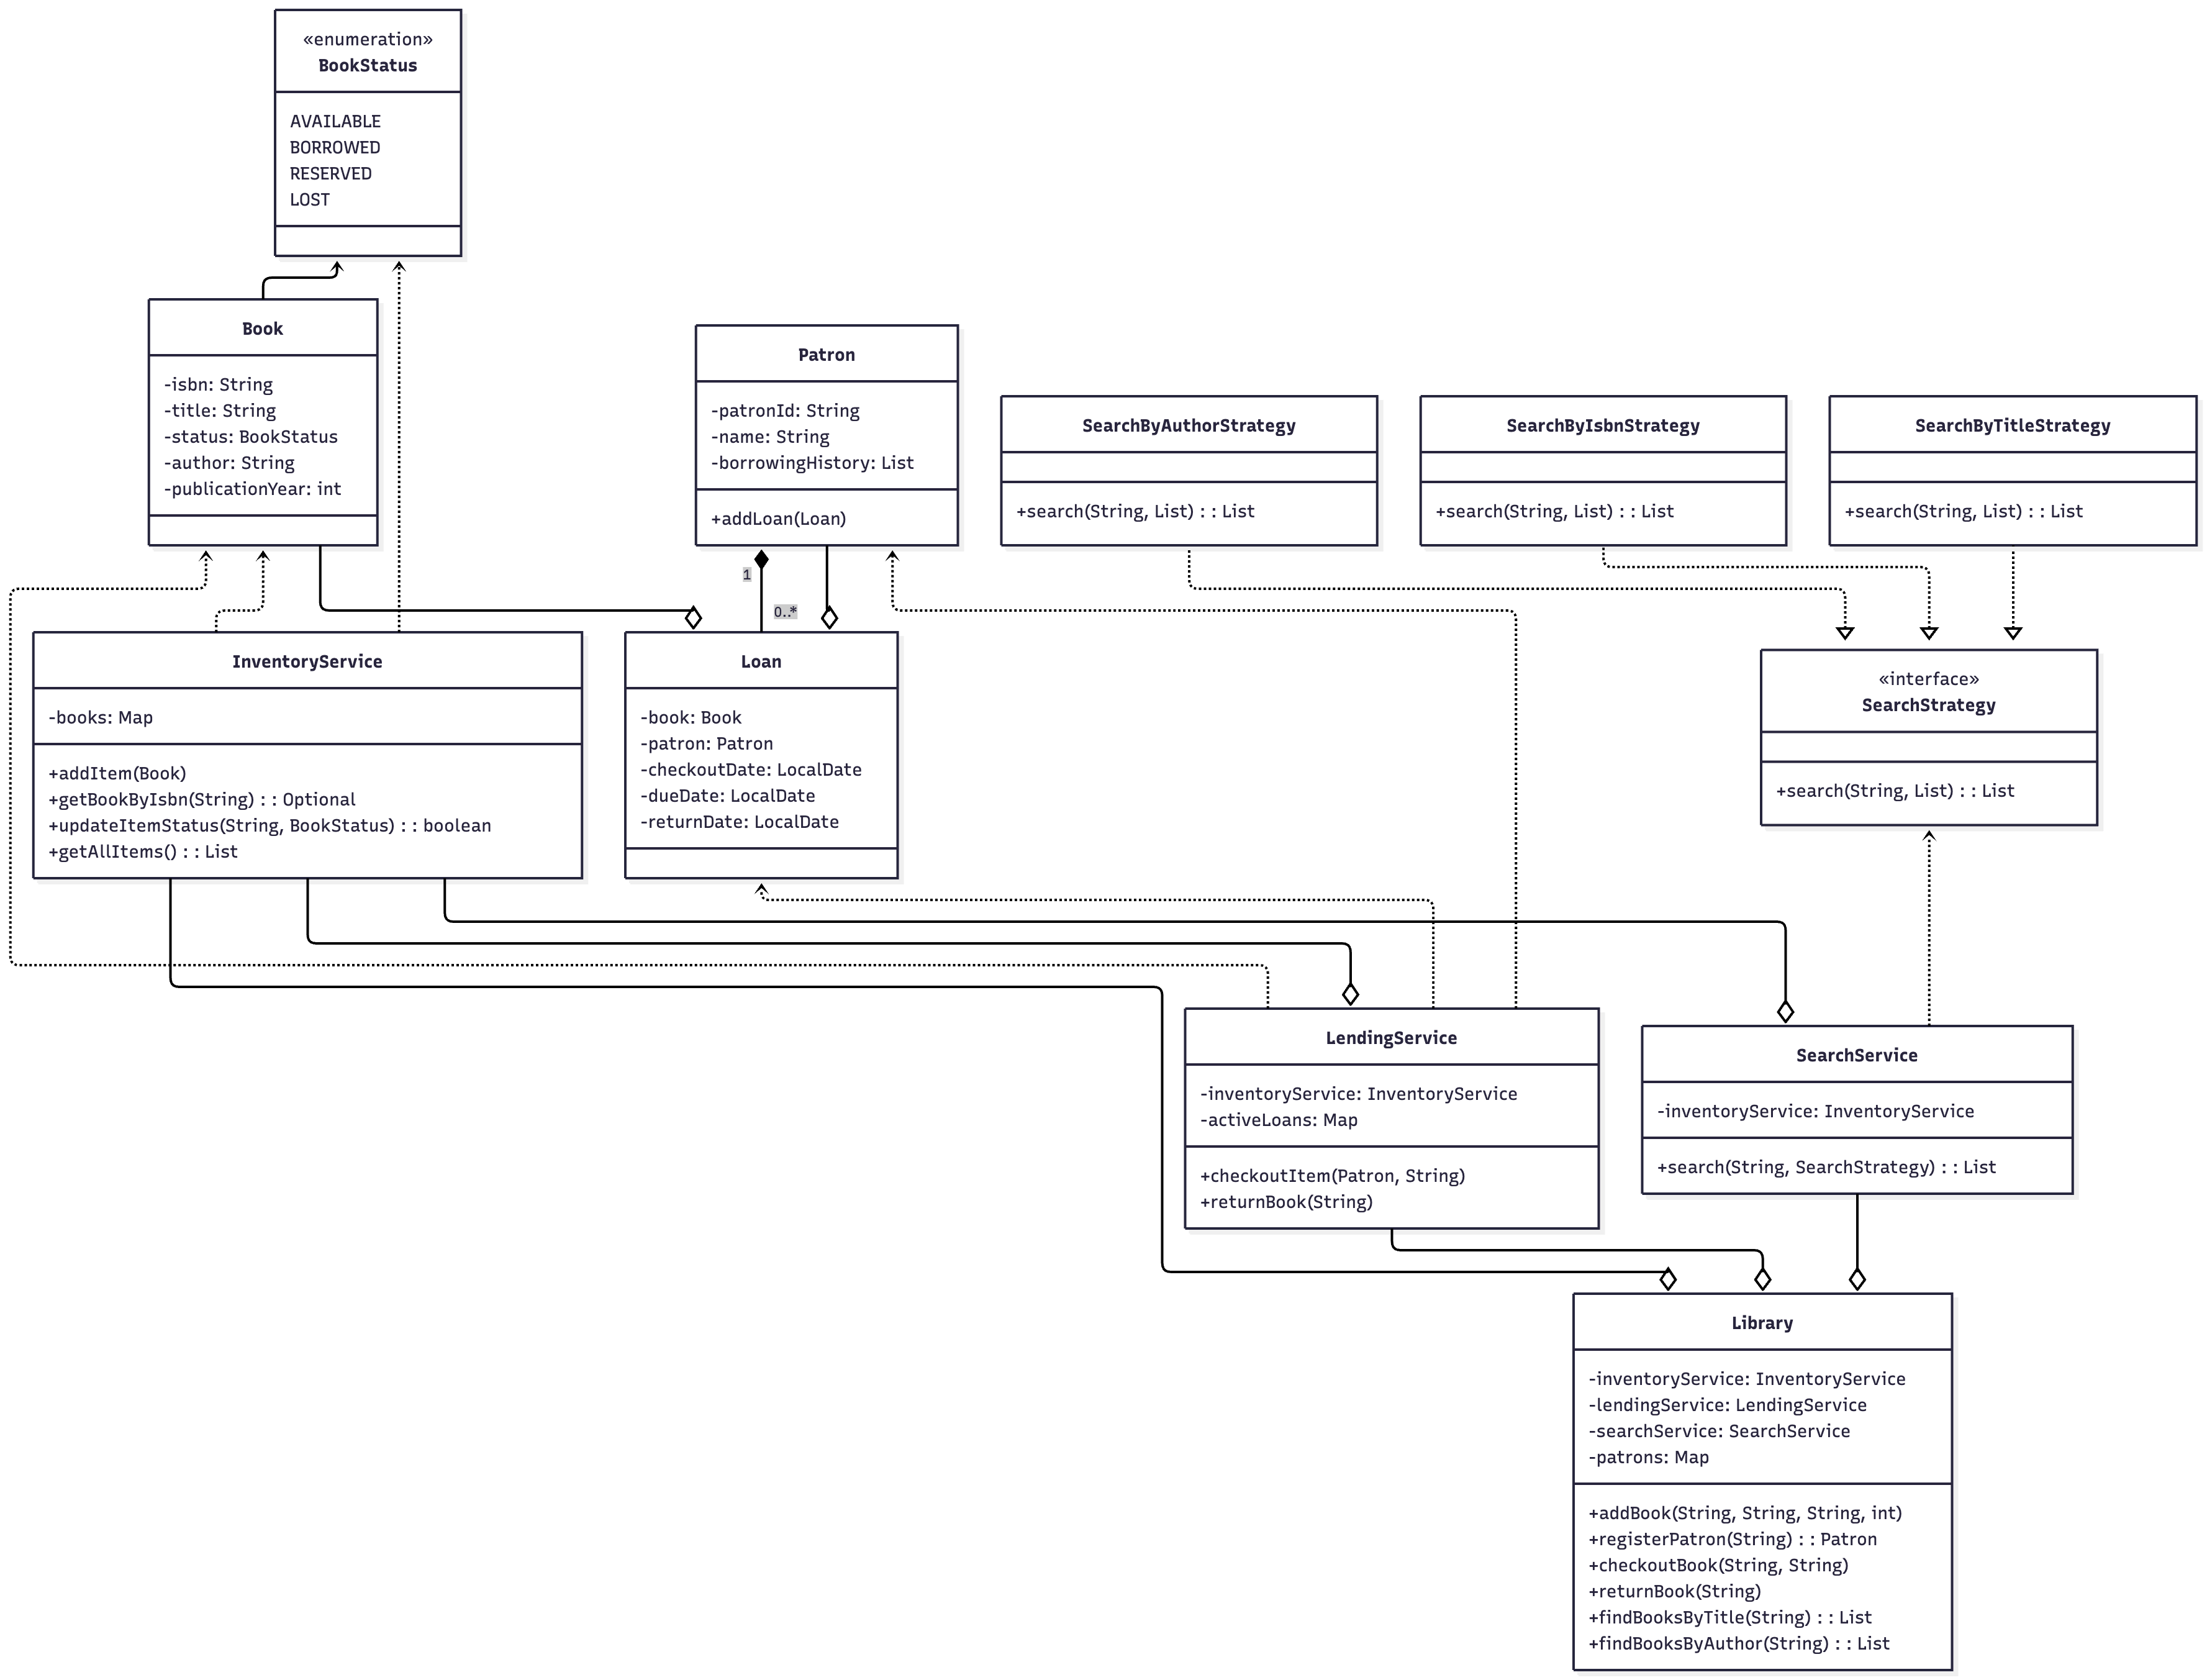 «enumeration»
BookStatus
AVAILABLE
BORROWED
RESERVED
LOST
Book
-isbn: String
-title: String
-status: BookStatus
-author: String
-publicationYear: int
Patron
-patronId: String
-name: String
-borrowingHistory: List
+addLoan(Loan)
SearchByAuthorStrategy
+search(String, List) : : List
SearchByIsbnStrategy
+search(String, List) : : List
SearchByTitleStrategy
+search(String, List) : : List
1
0..*
InventoryService
-books: Map
+addItem(Book)
+getBookByIsbn(String) : : Optional
+updateItemStatus(String, BookStatus) : : boolean
+getAllItems() : : List
Loan
-book: Book
-patron: Patron
-checkoutDate: LocalDate
-dueDate: LocalDate
-returnDate: LocalDate
«interface»
SearchStrategy
+search(String, List) : : List
LendingService
-inventoryService: InventoryService
-activeLoans: Map
+checkoutItem(Patron, String)
+returnBook(String)
SearchService
-inventoryService: InventoryService
+search(String, SearchStrategy) : : List
Library
-inventoryService: InventoryService
-lendingService: LendingService
-searchService: SearchService
-patrons: Map
+addBook(String, String, String, int)
+registerPatron(String) : : Patron
+checkoutBook(String, String)
+returnBook(String)
+findBooksByTitle(String) : : List
+findBooksByAuthor(String) : : List